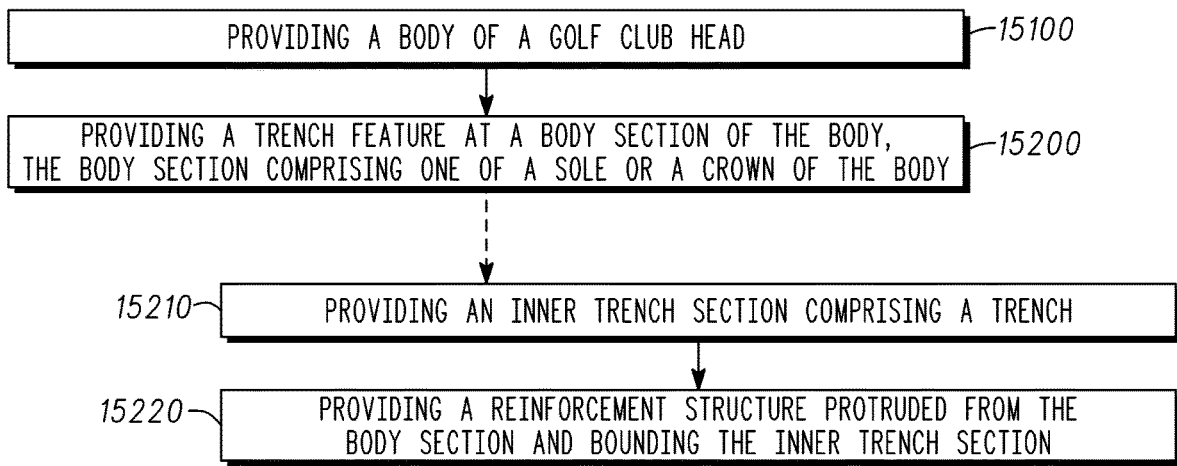 PROVIDING A BODY OF A GOLF CLUB HEAD
15100
PROVIDING A TRENCH FEATURE AT A BODY SECTION OF THE BODY,
THE BODY SECTION COMPRISING ONE OF A SOLE OR A CROWN OF THE BODY
15200
15210
PROVIDING AN INNER TRENCH SECTION COMPRISING A TRENCH
15220
PROVIDING A REINFORCEMENT STRUCTURE PROTRUDED FROM THE
BODY SECTION AND BOUNDING THE INNER TRENCH SECTION